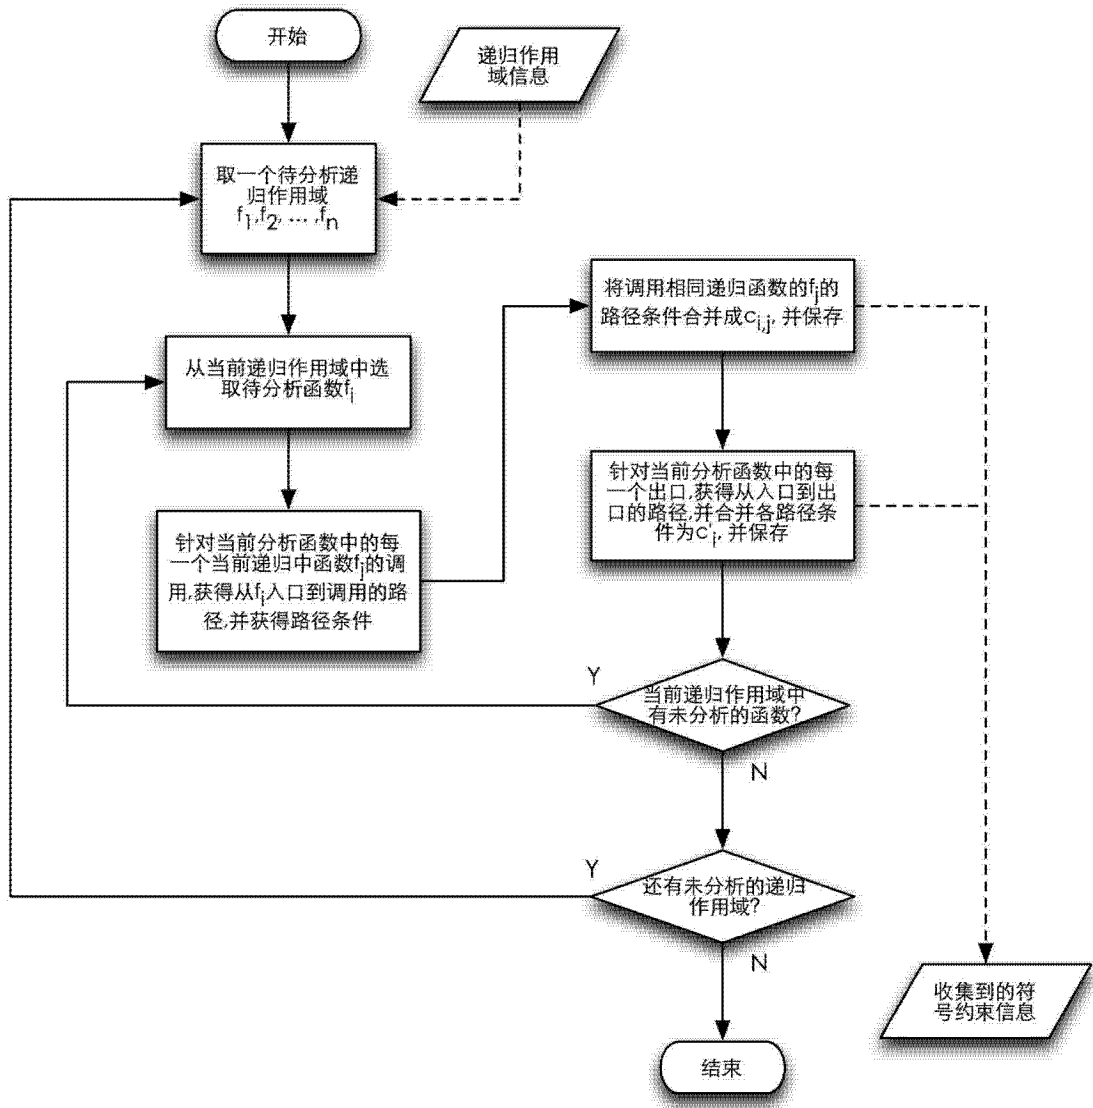 开始
递归作用
域信息
取一个待分析递
归作用域
f1,f2, ... ,fn
从当前递归作用域中选
取待分析函数fi
针对当前分析函数中的每
一个当前递归中函数fj的调
用,获得从fi入口到调用的路
径,并获得路径条件
将调用相同递归函数的fj的
路径条件合并成ci,j, 并保存
针对当前分析函数中的每
一个出口,获得从入口到出
口的路径,并合并各路径条
件为c'i, 并保存
Y
当前递归作用域中
有未分析的函数?
N
Y
还有未分析的递归
作用域?
N
收集到的符
号约束信息
结束